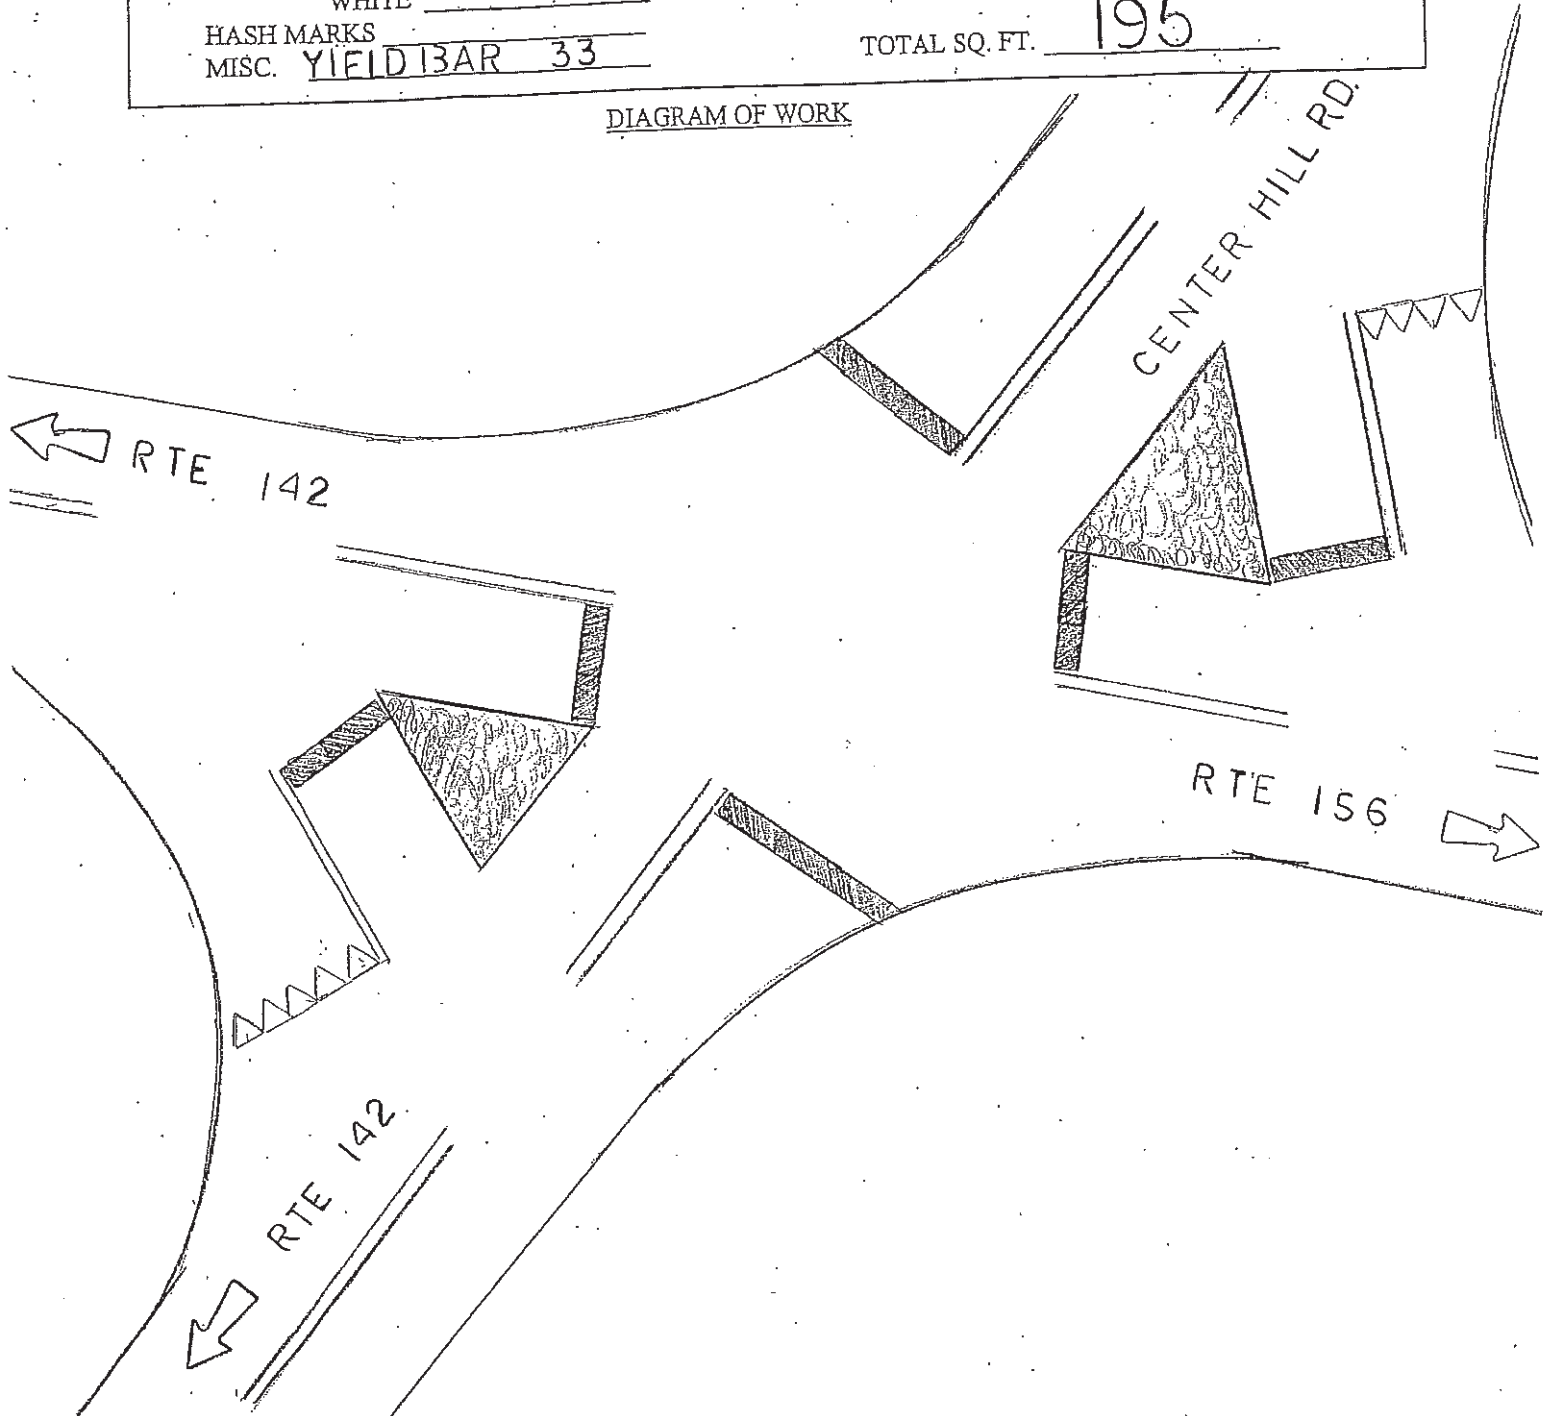 WHITE
HASH MARKS
MISC. YIELD BAR 33
TOTAL SQ. FT. 195
DIAGRAM OF WORK
CENTER HILL RD.
RTE 142
RTE 156
RTE 142